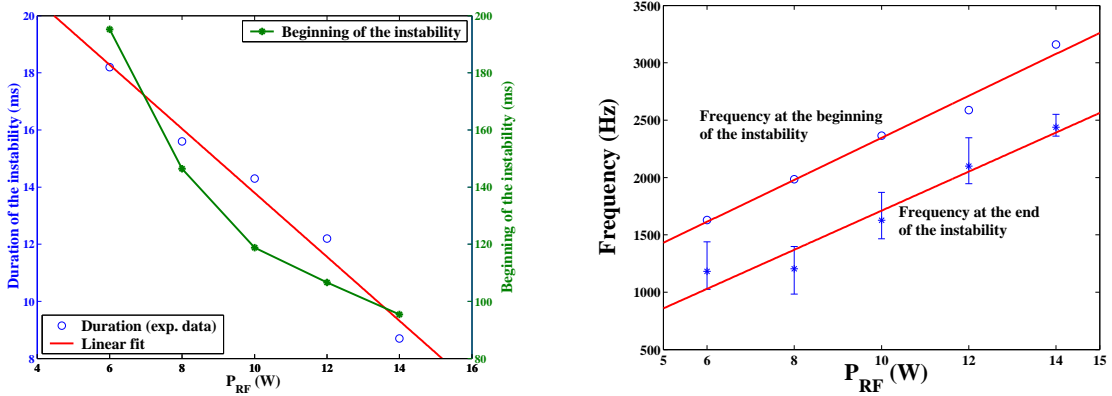 20
18
16
14
12
10
8
Duration of the instability (ms)
200
180
160
140
120
100
80
Beginning of the instability (ms)
Beginning of the instability
Duration (exp. data)
Linear fit
4 6 8 10 12 14 16
P_RF (W)
3500
3000
2500
2000
1500
1000
500
Frequency (Hz)
Frequency at the beginning
of the instability
Frequency at the end
of the instability
5 6 8 10 12 14 15
P_RF (W)